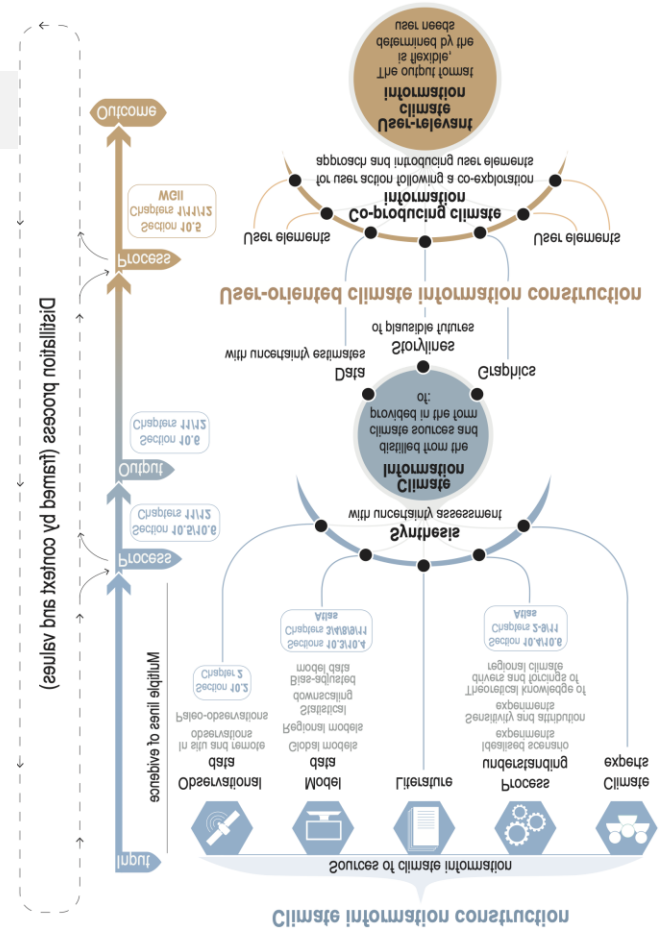 Climate information construction
Sources of climate information
Input
Multiple lines of evidence
Observational
data
In situ and remote
observations
Paleo-observations
Section 10.2
Chapter 2
Model
data
Global models
Regional models
Statistical
downscaling
Bias-adjusted
model data
Sections 10.3/10.4
Chapters 3/4/8/9/11
Atlas
Literature
Process
understanding
Idealised scenario
experiments
Sensitivity and attribution
experiments
Theoretical knowledge of
drivers and forcings of
regional climate
Section 10.4/10.6
Chapters 2-9/11
Atlas
Climate
experts
Process
Section 10.5/10.6
Chapters 11/12
Synthesis
with uncertainty assessment
Output
Section 10.6
Chapters 11/12
Climate
Information
distilled from the
climate sources and
provided in the form
of:
Data
with uncertainty estimates
Storylines
of plausible futures
Graphics
User-oriented climate information construction
Process
Section 10.5
Chapters 1/11/12
WGII
User elements
User elements
Co-producing climate
information
for user action following a co-exploration
approach and introducing user elements
Outcome
User-relevant
climate
information
The output format
is flexible,
determined by the
user needs
Distillation process (framed by context and values)